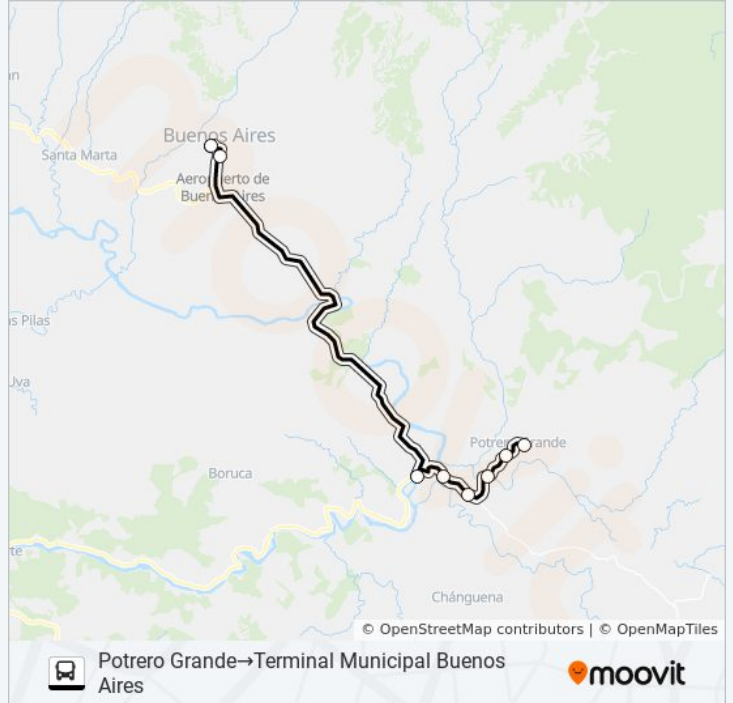 Buenos Aires
Santa Marta
Aeropuerto de
Buenos Aires
as Pilas
Boruca
Potrero Grande
Chánguena
© OpenStreetMap contributors | © OpenMapTiles
Potrero Grande→Terminal Municipal Buenos
Aires
moovit